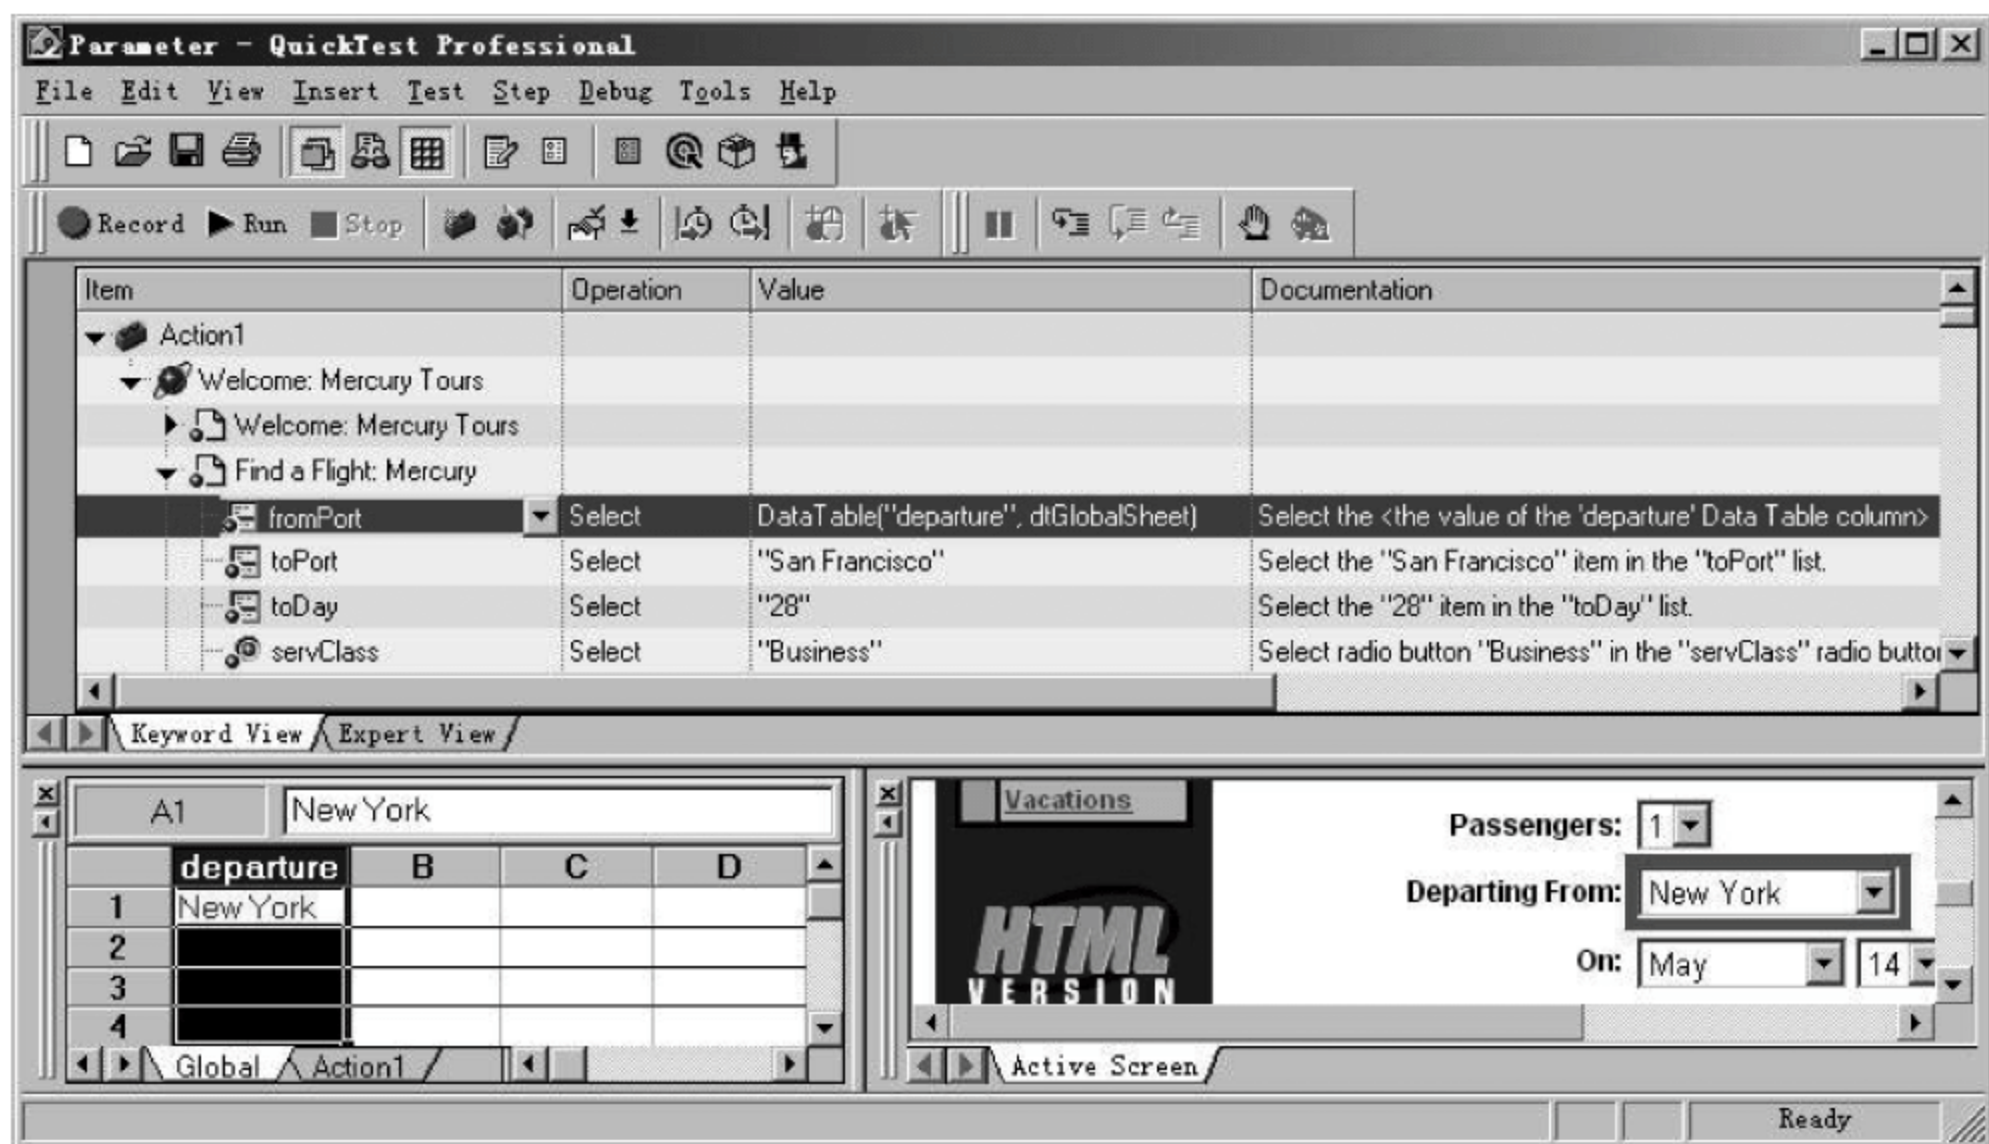 Parameter - QuickTest Professional
File Edit View Insert Test Step Debug Tools Help
Record Run Stop
Item Operation Value Documentation
Action1
Welcome: Mercury Tours
Welcome: Mercury Tours
Find a Flight: Mercury
fromPort Select DataTable("departure", dtGlobalSheet) Select the <the value of the 'departure' Data Table column>
toPort Select "San Francisco" Select the "San Francisco" item in the "toPort" list.
toDay Select "28" Select the "28" item in the "toDay" list.
servClass Select "Business" Select radio button "Business" in the "servClass" radio button
Keyword View Expert View
A1 New York
departure B C D
1 New York
2
3
4
Global Action1
Vacations
HTML
VERSION
Passengers: 1
Departing From: New York
On: May 14
Active Screen
Ready